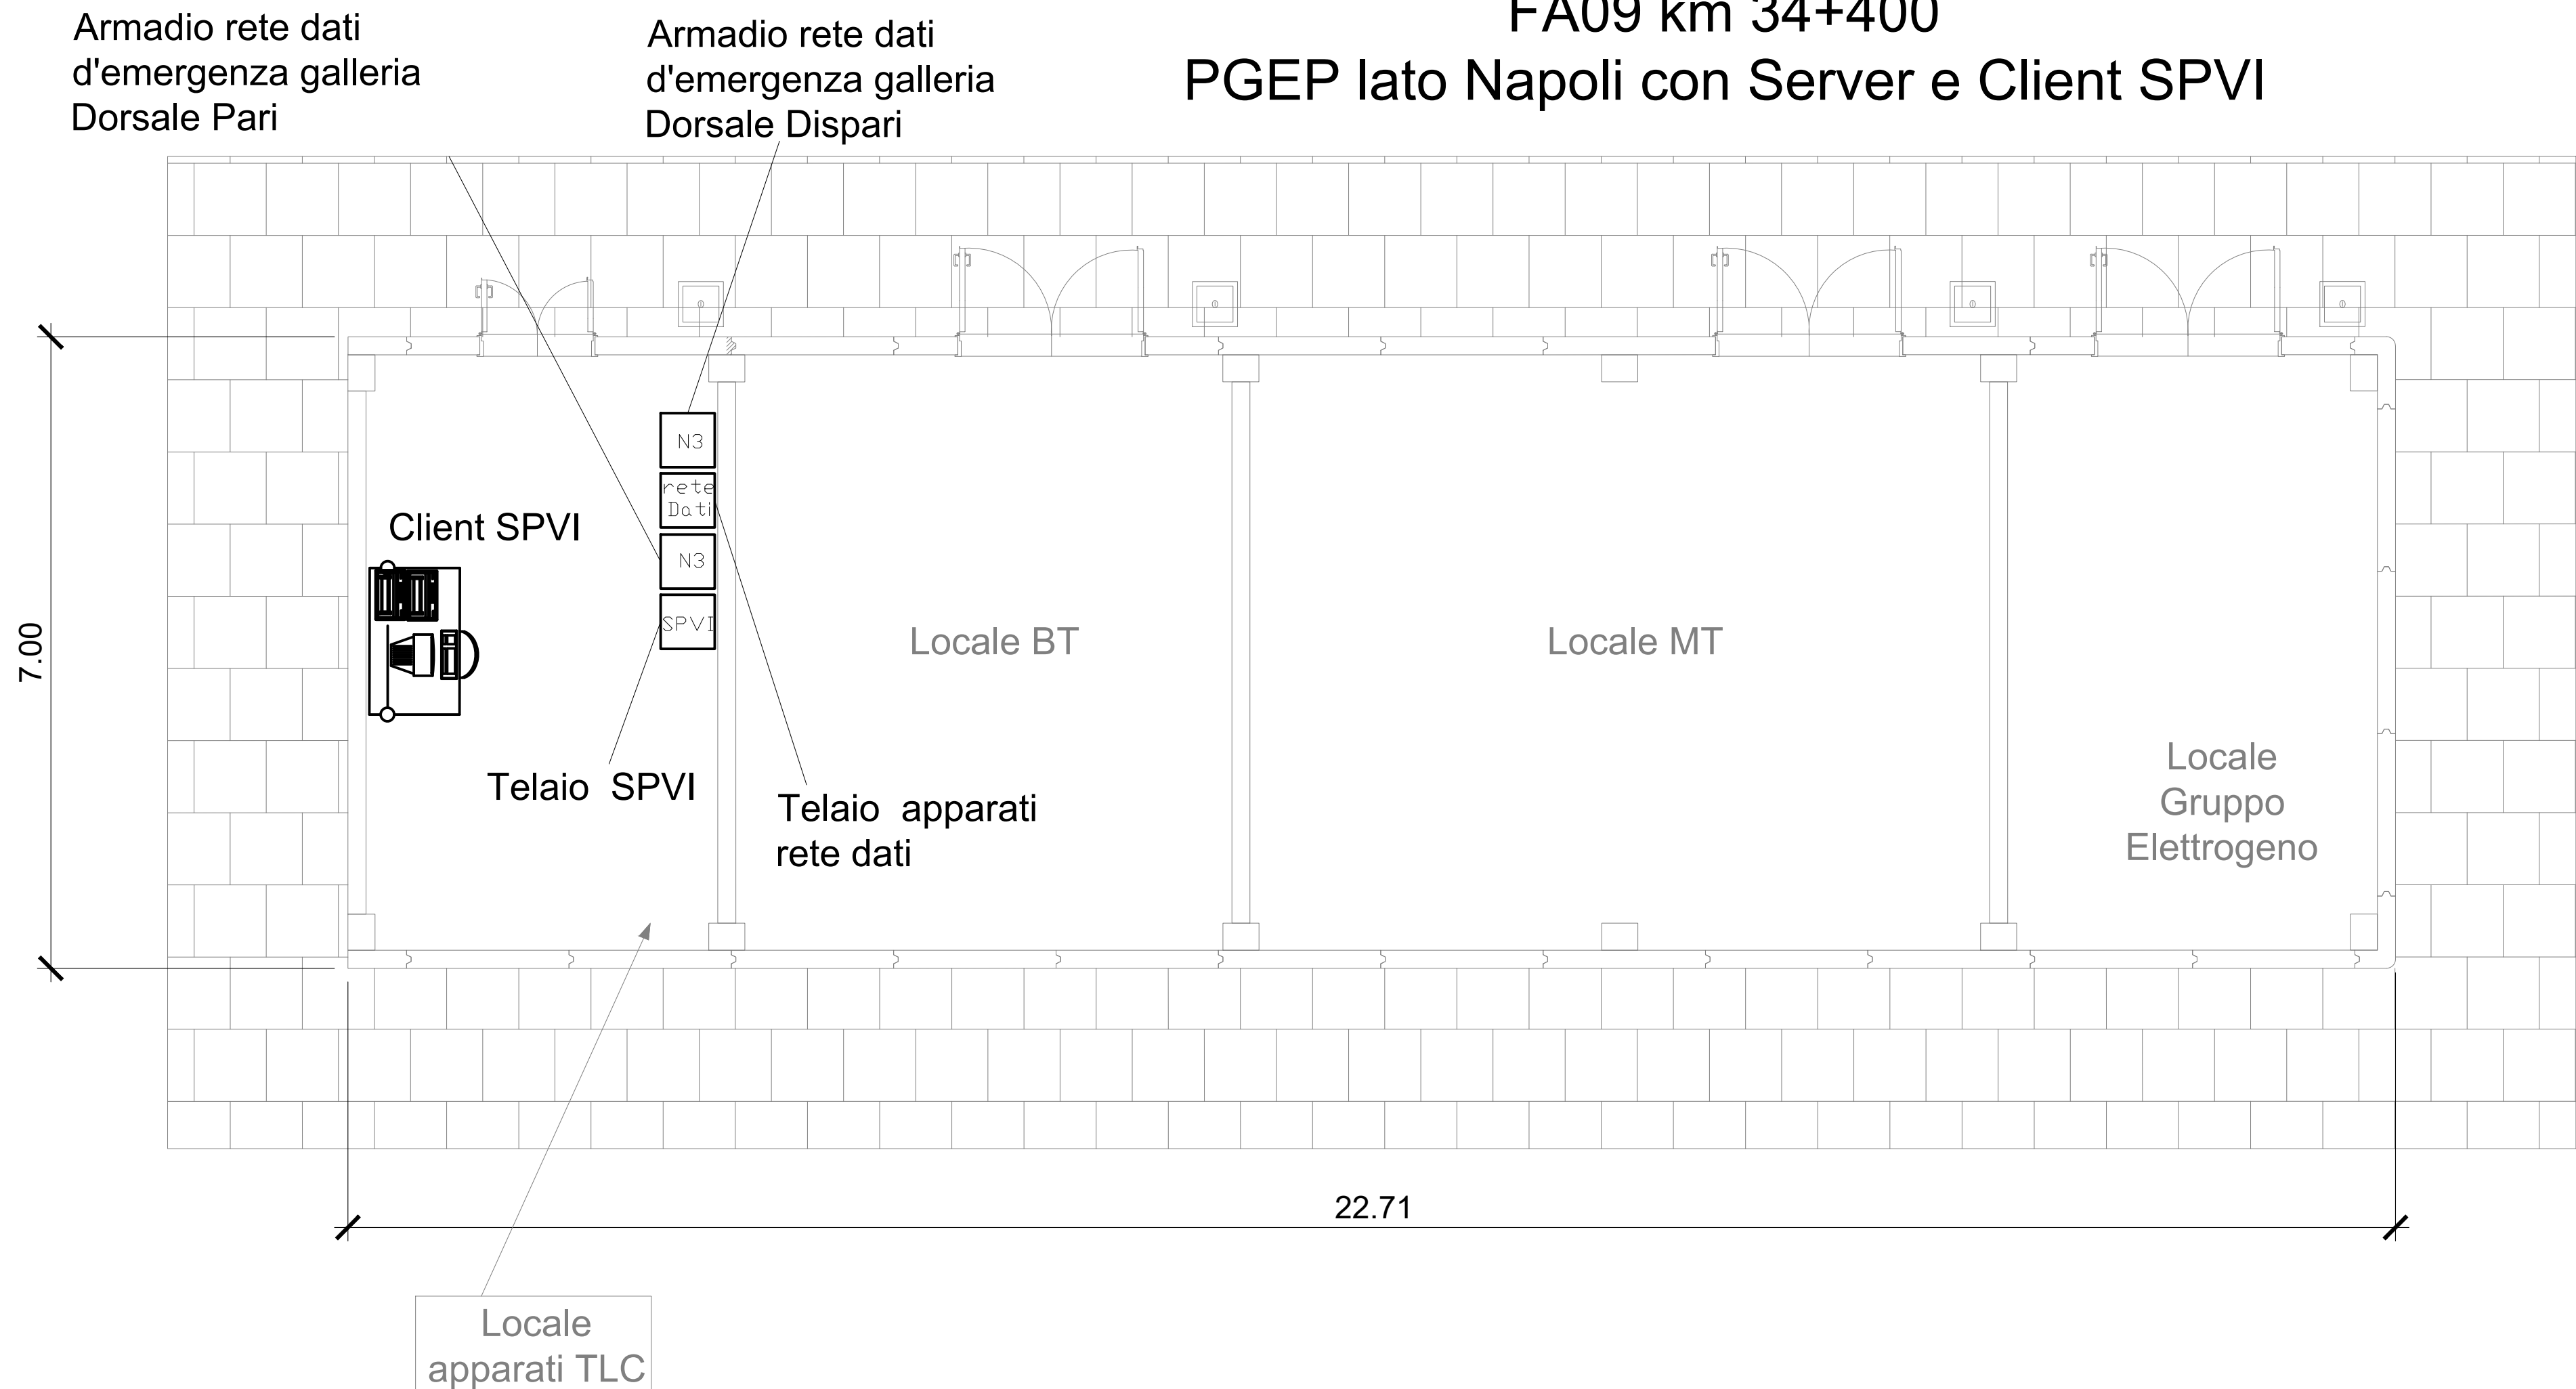 FA09 km 34+400
PGEP lato Napoli con Server e Client SPVI
Armadio rete dati
d'emergenza galleria
Dorsale Pari
Armadio rete dati
d'emergenza galleria
Dorsale Dispari
N3
rete
Dati
N3
SPVI
Client SPVI
Telaio SPVI
Telaio apparati
rete dati
Locale BT
Locale MT
Locale
Gruppo
Elettrogeno
7.00
22.71
Locale
apparati TLC